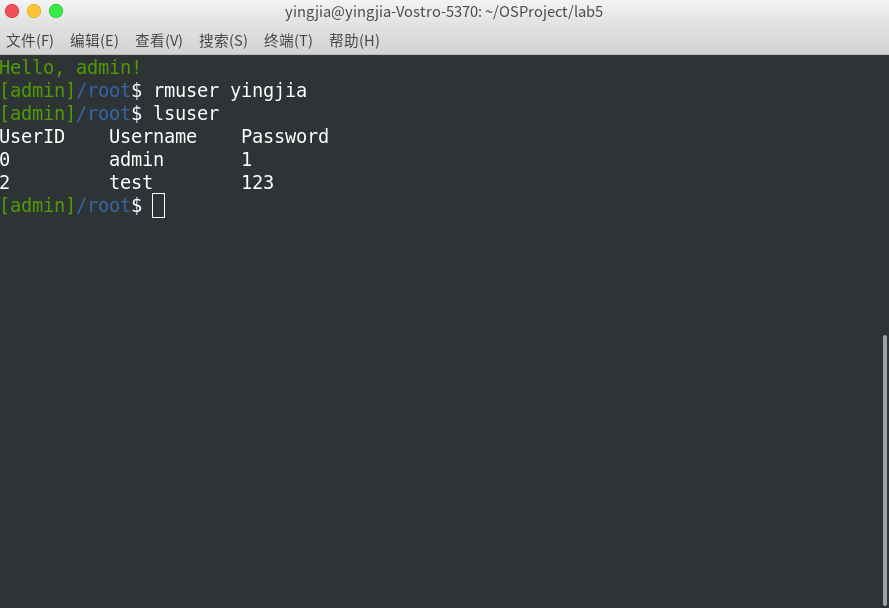 yingjia@yingjia-Vostro-5370: ~/OSProject/lab5
文件(F) 编辑(E) 查看(V) 搜索(S) 终端(T) 帮助(H)
Hello, admin!
[admin]/root$ rmuser yingjia
[admin]/root$ lsuser
UserID    Username    Password
0         admin       1
2         test        123
[admin]/root$